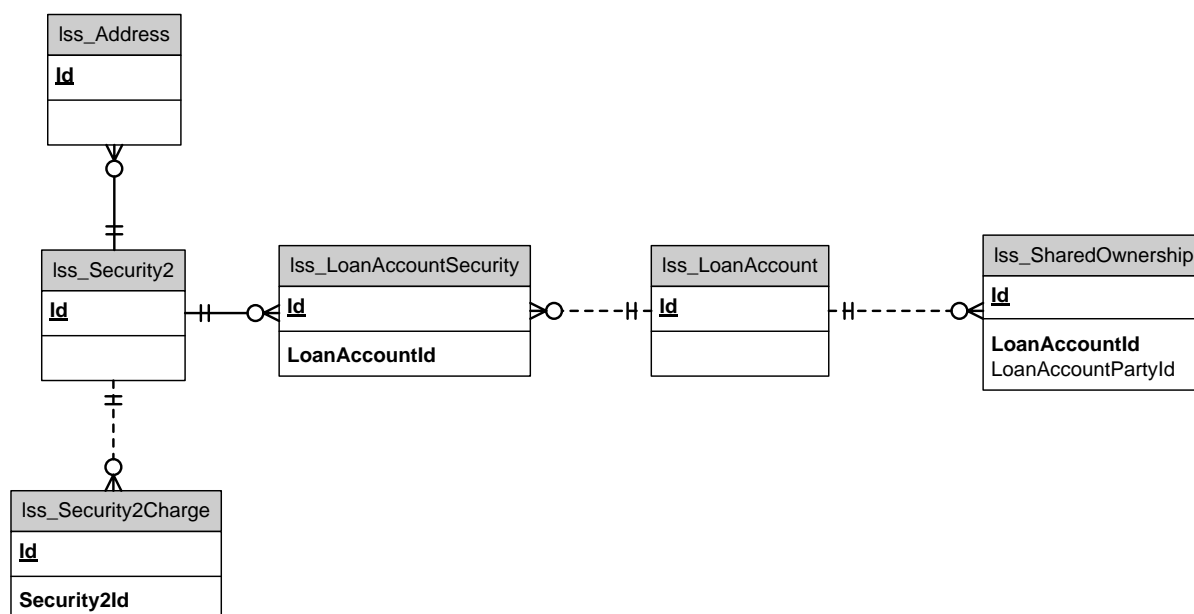 lss_Address
Id
lss_Security2
Id
lss_LoanAccountSecurity
Id
LoanAccountId
lss_LoanAccount
Id
lss_SharedOwnership
Id
LoanAccountId
LoanAccountPartyId
lss_Security2Charge
Id
Security2Id